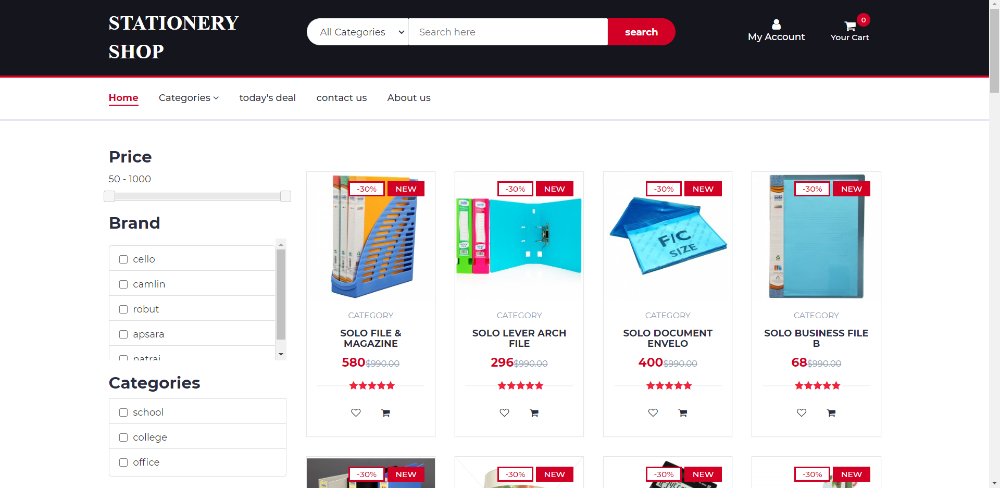 STATIONERY
SHOP
All Categories
Search here
search
My Account
0
Your Cart
Home
Categories
today's deal
contact us
About us
Price
50 - 1000
Brand
cello
camlin
robut
apsara
natraj
Categories
school
college
office
-30%
NEW
solo
CATEGORY
SOLO FILE &
MAGAZINE
580$990.00
-30%
NEW
solo
CATEGORY
SOLO LEVER ARCH
FILE
296$990.00
-30%
NEW
F/C
SIZE
CATEGORY
SOLO DOCUMENT
ENVELO
400$990.00
-30%
NEW
solo
CATEGORY
SOLO BUSINESS FILE
B
68$990.00
-30%
NEW
-30%
NEW
-30%
NEW
-30%
NEW